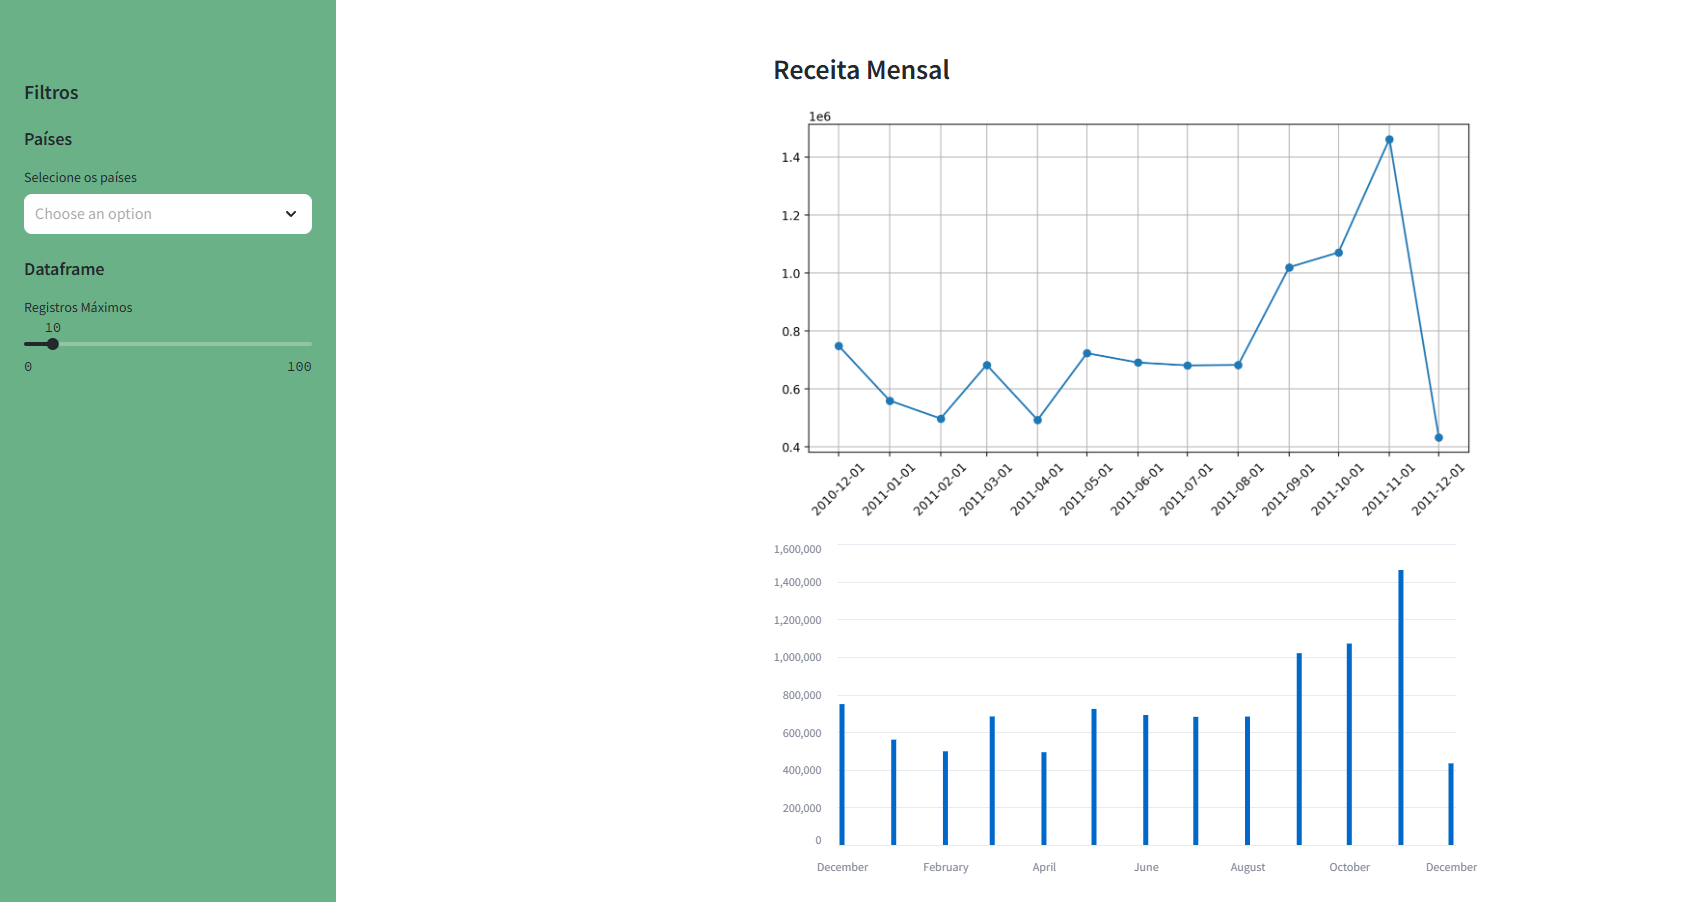 Filtros
Países
Selecione os países
Choose an option
Dataframe
Registros Máximos
10
0 100
Receita Mensal
1e6
1.4
1.2
1.0
0.8
0.6
0.4
2010-12-01 2011-01-01 2011-02-01 2011-03-01 2011-04-01 2011-05-01 2011-06-01 2011-07-01 2011-08-01 2011-09-01 2011-10-01 2011-11-01 2011-12-01
1,600,000
1,400,000
1,200,000
1,000,000
800,000
600,000
400,000
200,000
0
December February April June August October December